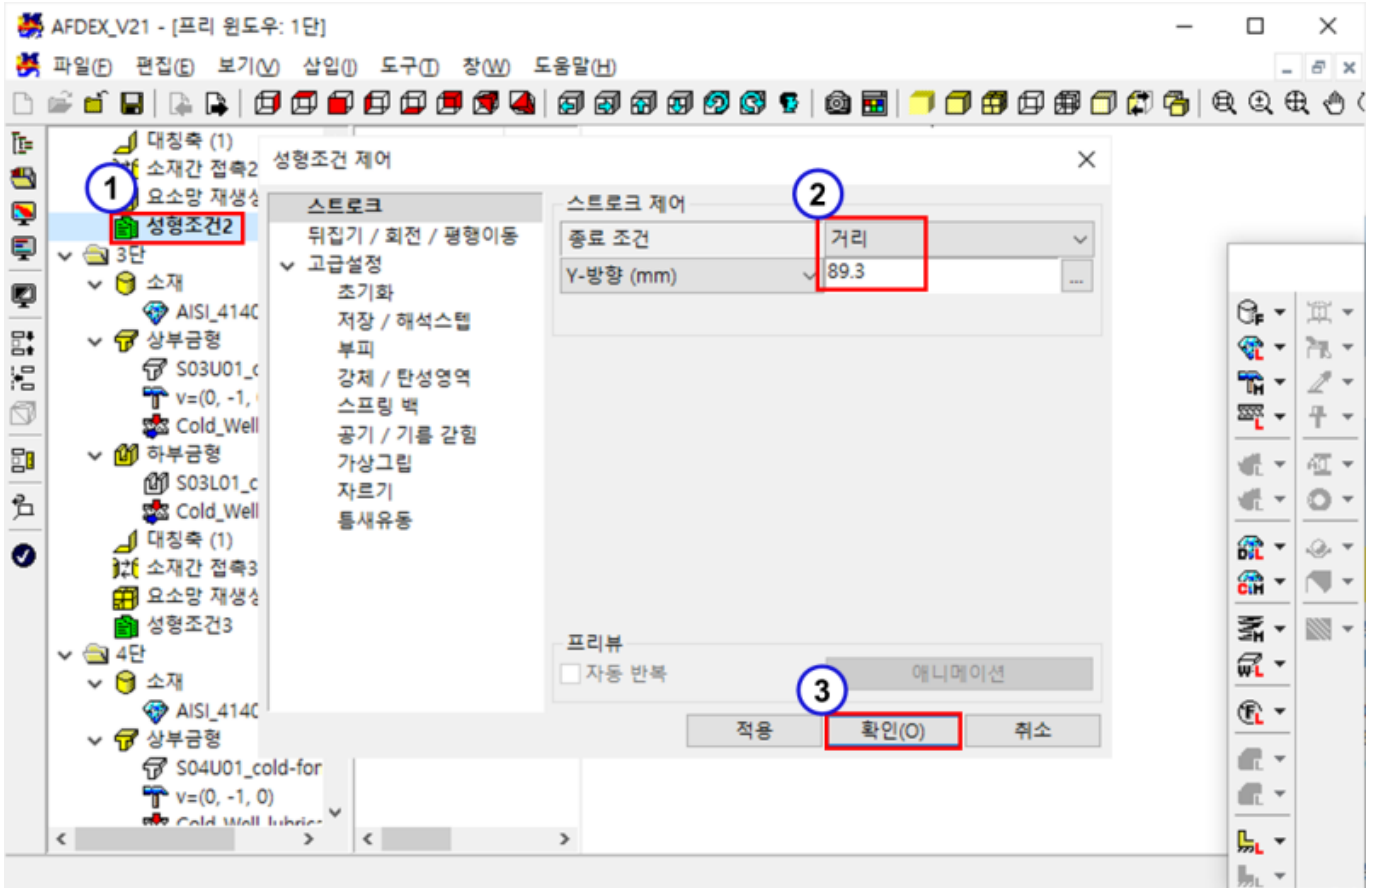 AFDEX_V21 - [프리 윈도우: 1단]
파일(F) 편집(E) 보기(V) 삽입(I) 도구(T) 창(W) 도움말(H)
대칭축 (1)
소재간 접촉2
요소망 재생성
1
성형조건2
3단
소재
AISI_4140
상부금형
S03U01_c
v=(0, -1,
Cold_Well
하부금형
S03L01_c
Cold_Well
대칭축 (1)
소재간 접촉3
요소망 재생성
성형조건3
4단
소재
AISI_4140
상부금형
S04U01_cold-for
v=(0, -1, 0)
Cold_Well_lubric
성형조건 제어
스트로크
뒤집기 / 회전 / 평행이동
고급설정
초기화
저장 / 해석스텝
부피
강체 / 탄성영역
스프링 백
공기 / 기름 갇힘
가상그립
자르기
틈새유동
스트로크 제어
2
종료 조건 거리
Y-방향 (mm) 89.3 ...
프리뷰
자동 반복 애니메이션
3
적용 확인(O) 취소